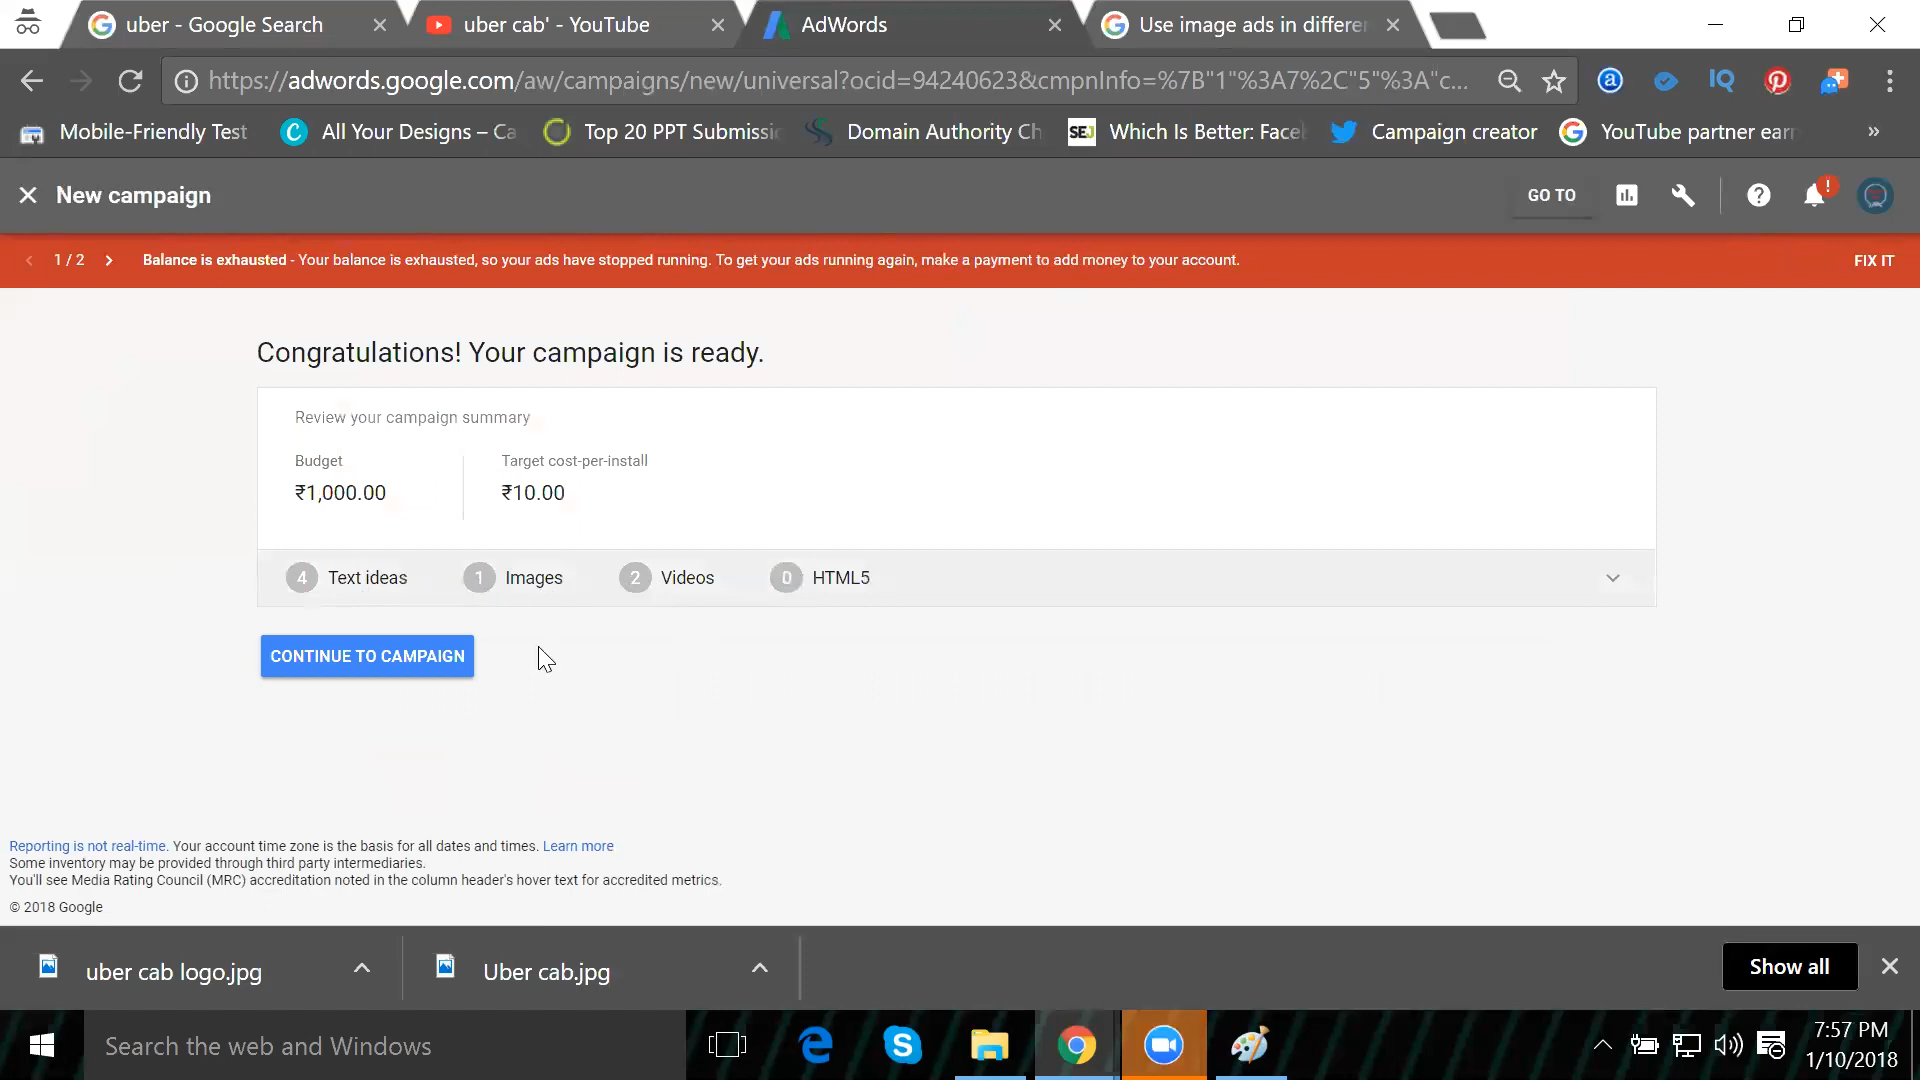 uber - Google Search
uber cab' - YouTube
AdWords
Use image ads in differe
https://adwords.google.com/aw/campaigns/new/universal?ocid=94240623&cmpnInfo=%7B"1"%3A7%2C"5"%3A"c...
Mobile-Friendly Test
All Your Designs – Ca
Top 20 PPT Submissi
Domain Authority Ch
SEJ
Which Is Better: Face
Campaign creator
YouTube partner ear
»
New campaign
GO TO
1 / 2
Balance is exhausted - Your balance is exhausted, so your ads have stopped running. To get your ads running again, make a payment to add money to your account.
FIX IT
Congratulations! Your campaign is ready.
Review your campaign summary
Budget
Target cost-per-install
₹1,000.00
₹10.00
4 Text ideas
1 Images
2 Videos
0 HTML5
CONTINUE TO CAMPAIGN
Reporting is not real-time. Your account time zone is the basis for all dates and times. Learn more
Some inventory may be provided through third party intermediaries.
You'll see Media Rating Council (MRC) accreditation noted in the column header's hover text for accredited metrics.
© 2018 Google
uber cab logo.jpg
Uber cab.jpg
Show all
Search the web and Windows
7:57 PM
1/10/2018